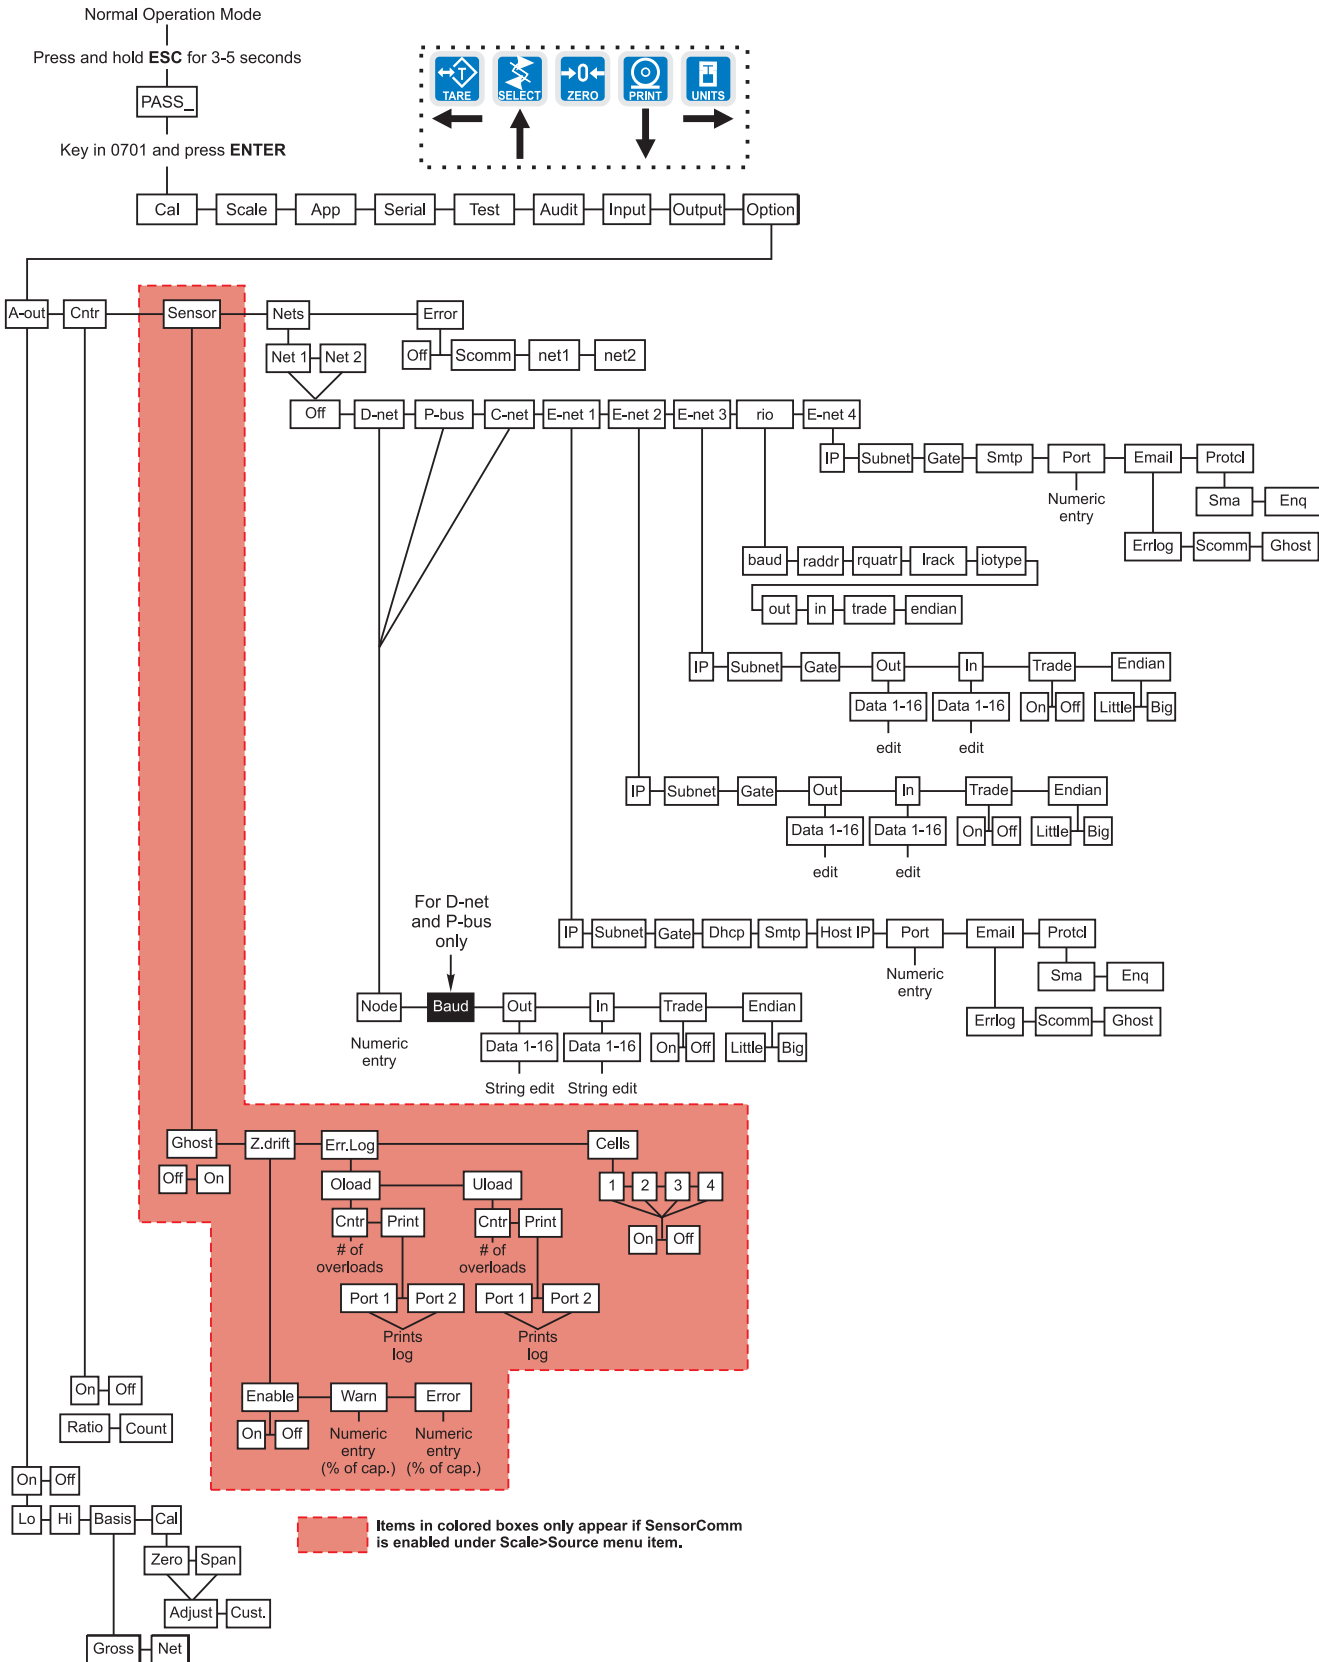 Normal Operation Mode
Press and hold ESC for 3-5 seconds
PASS_
Key in 0701 and press ENTER
T
TARE
SELECT
0
ZERO
PRINT
T
UNITS
Cal Scale App Serial Test Audit Input Output Option
A-out Cntr Sensor Nets Error
Net 1 Net 2
Off Scomm net1 net2
Off D-net P-bus C-net E-net 1 E-net 2 E-net 3 rio E-net 4
IP Subnet Gate Smtp Port Email Protcl
Numeric
entry
Sma Enq
Errlog Scomm Ghost
baud raddr rquatr lrack iotype
out in trade endian
IP Subnet Gate Out In Trade Endian
Data 1-16 Data 1-16 On Off Little Big
edit edit
IP Subnet Gate Out In Trade Endian
Data 1-16 Data 1-16 On Off Little Big
edit edit
For D-net
and P-bus
only
IP Subnet Gate Dhcp Smtp Host IP Port Email Protcl
Numeric
entry
Sma Enq
Errlog Scomm Ghost
Node Baud Out In Trade Endian
Numeric
entry
Data 1-16 Data 1-16 On Off Little Big
String edit String edit
Ghost Z.drift Err.Log Cells
Off On
Oload Uload
1 2 3 4
Cntr Print Cntr Print
On Off
# of
overloads
# of
overloads
Port 1 Port 2 Port 1 Port 2
Prints
log
Prints
log
On Off
Ratio Count
Enable Warn Error
On Off
Numeric
entry
(% of cap.)
Numeric
entry
(% of cap.)
On Off
Lo Hi Basis Cal
Zero Span
Adjust Cust.
Gross Net
Items in colored boxes only appear if SensorComm
is enabled under Scale>Source menu item.